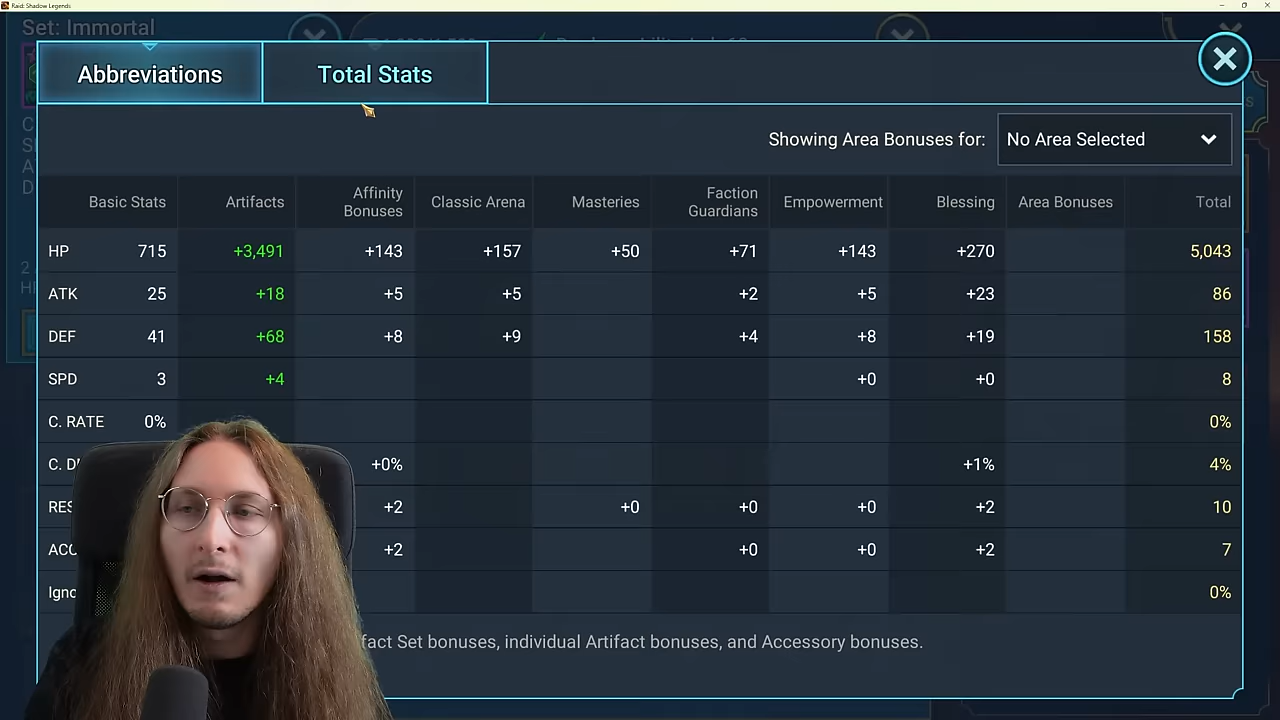 Raid: Shadow Legends
Set: Immortal
Abbreviations
Total Stats
Showing Area Bonuses for: No Area Selected
Basic Stats Artifacts Affinity Bonuses Classic Arena Masteries Faction Guardians Empowerment Blessing Area Bonuses Total
HP 715 +3,491 +143 +157 +50 +71 +143 +270 5,043
ATK 25 +18 +5 +5 +2 +5 +23 86
DEF 41 +68 +8 +9 +4 +8 +19 158
SPD 3 +4 +0 +0 8
C. RATE 0% 0%
C. D +0% +1% 4%
RES +2 +0 +0 +0 +2 10
ACC +2 +0 +0 +2 7
Igno 0%
fact Set bonuses, individual Artifact bonuses, and Accessory bonuses.